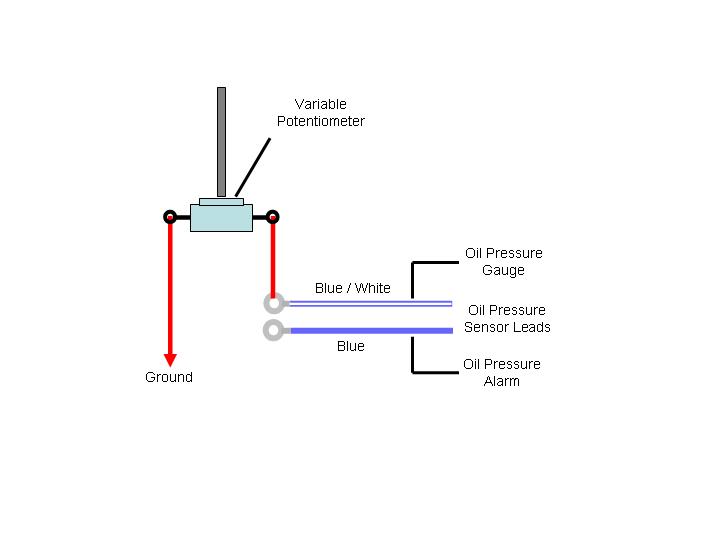 Variable
Potentiometer
Oil Pressure
Gauge
Blue / White
Oil Pressure
Sensor Leads
Blue
Oil Pressure
Alarm
Ground